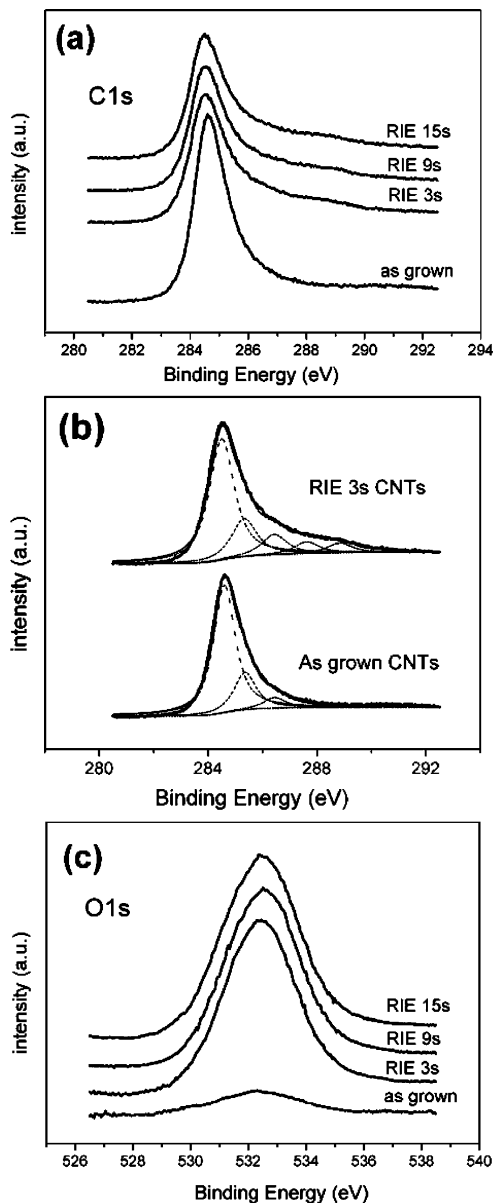 (a)
C1s
RIE 15s
RIE 9s
RIE 3s
as grown
intensity (a.u.)
280 282 284 286 288 290 292 294
Binding Energy (eV)
(b)
RIE 3s CNTs
As grown CNTs
intensity (a.u.)
280 284 288 292
Binding Energy (eV)
(c)
O1s
RIE 15s
RIE 9s
RIE 3s
as grown
intensity (a.u.)
526 528 530 532 534 536 538 540
Binding Energy (eV)